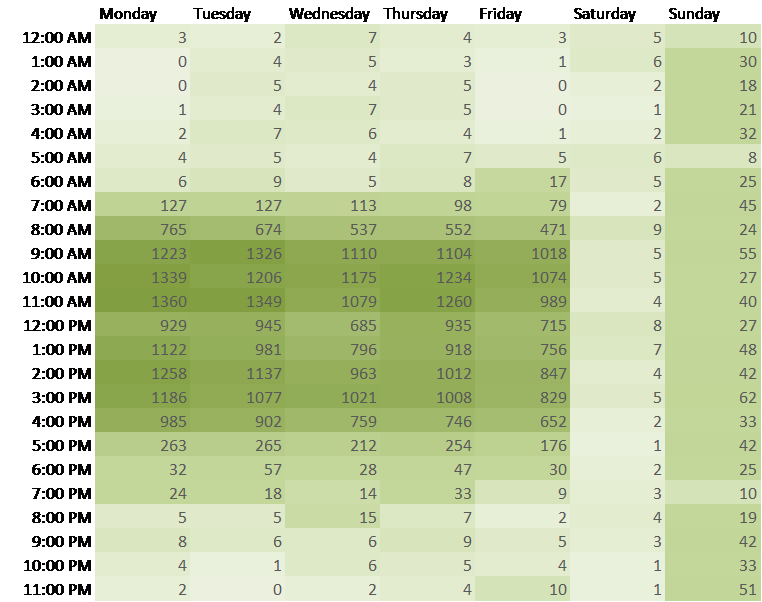 Monday Tuesday Wednesday Thursday Friday Saturday Sunday
12:00 AM 3 2 7 4 3 5 10
1:00 AM 0 4 5 3 1 6 30
2:00 AM 0 5 4 5 0 2 18
3:00 AM 1 4 7 5 0 1 21
4:00 AM 2 7 6 4 1 2 32
5:00 AM 4 5 4 7 5 6 8
6:00 AM 6 9 5 8 17 5 25
7:00 AM 127 127 113 98 79 2 45
8:00 AM 765 674 537 552 471 9 24
9:00 AM 1223 1326 1110 1104 1018 5 55
10:00 AM 1339 1206 1175 1234 1074 5 27
11:00 AM 1360 1349 1079 1260 989 4 40
12:00 PM 929 945 685 935 715 8 27
1:00 PM 1122 981 796 918 756 7 48
2:00 PM 1258 1137 963 1012 847 4 42
3:00 PM 1186 1077 1021 1008 829 5 62
4:00 PM 985 902 759 746 652 2 33
5:00 PM 263 265 212 254 176 1 42
6:00 PM 32 57 28 47 30 2 25
7:00 PM 24 18 14 33 9 3 10
8:00 PM 5 5 15 7 2 4 19
9:00 PM 8 6 6 9 5 3 42
10:00 PM 4 1 6 5 4 1 33
11:00 PM 2 0 2 4 10 1 51